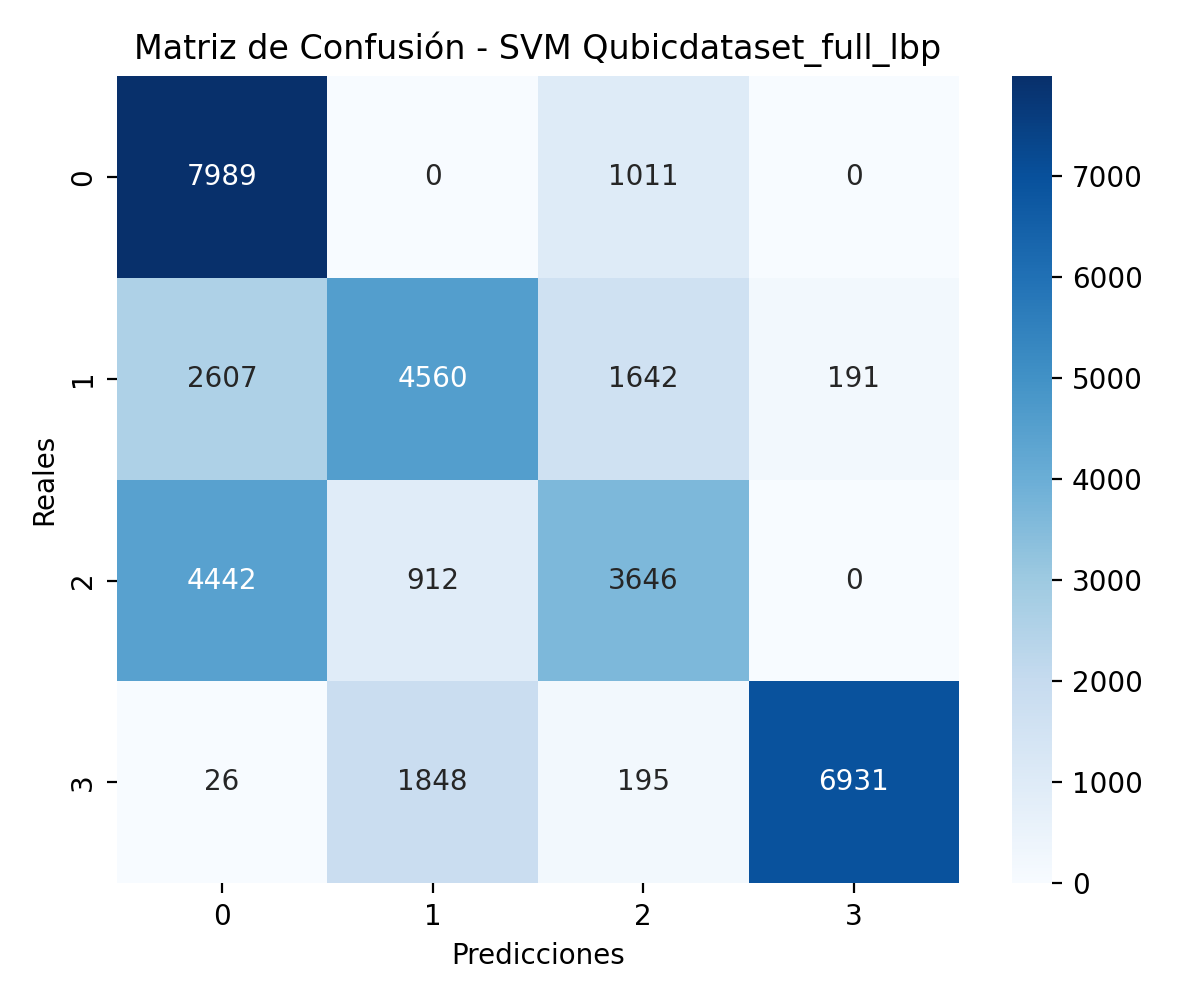 Matriz de Confusión - SVM Qubicdataset_full_lbp
0 7989 0 1011 0
1 2607 4560 1642 191
2 4442 912 3646 0
3 26 1848 195 6931
0 1 2 3
Predicciones
Reales
7000
6000
5000
4000
3000
2000
1000
0